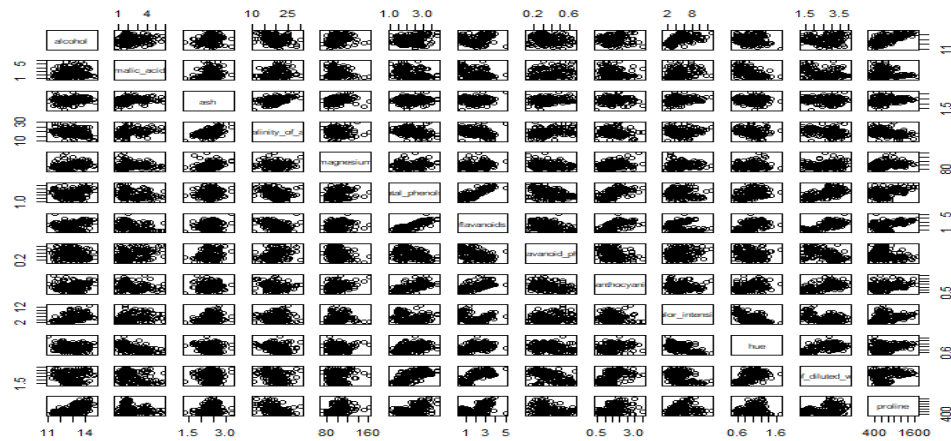 1 4 10 25 1.0 3.0 0.2 0.6 2 8 1.5 3.5
alcohol 11
1 5 malic_acid
ash 1.5
10 30 alinity_of_a
magnesium 80
1.0 tal_phenol
flavanoids 1 5
0.2 avanoid_ph
anthocyani 0.5
2 12 lor_intensi
hue 0.6
1.5 f_diluted_w
proline 400
11 14 1.5 3.0 80 160 1 3 5 0.5 3.0 0.6 1.6 400 1600